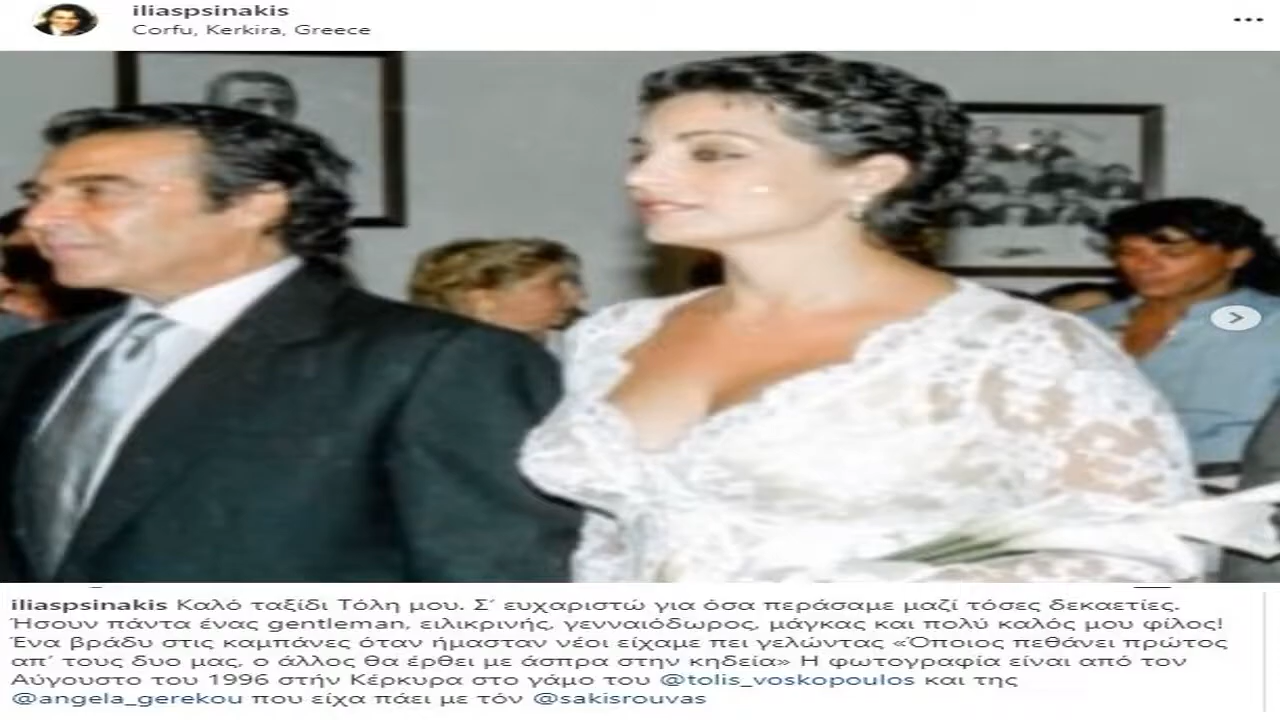 iliaspsinakis
Corfu, Kerkira, Greece
iliaspsinakis Καλό ταξίδι Τόλη μου. Σ΄ ευχαριστώ για όσα περάσαμε μαζί τόσες δεκαετίες.
Ήσουν πάντα ένας gentleman, ειλικρινής, γενναιόδωρος, μάγκας και πολύ καλός μου φίλος!
Ένα βράδυ στις καμπάνες όταν ήμασταν νέοι είχαμε πει γελώντας «Όποιος πεθάνει πρώτος
απ΄ τους δυο μας, ο άλλος θα έρθει με άσπρα στην κηδεία» Η φωτογραφία είναι από τον
Αύγουστο του 1996 στήν Κέρκυρα στο γάμο του @tolis_voskopoulos και της
@angela_gerekou που είχα πάει με τόν @sakisrouvas